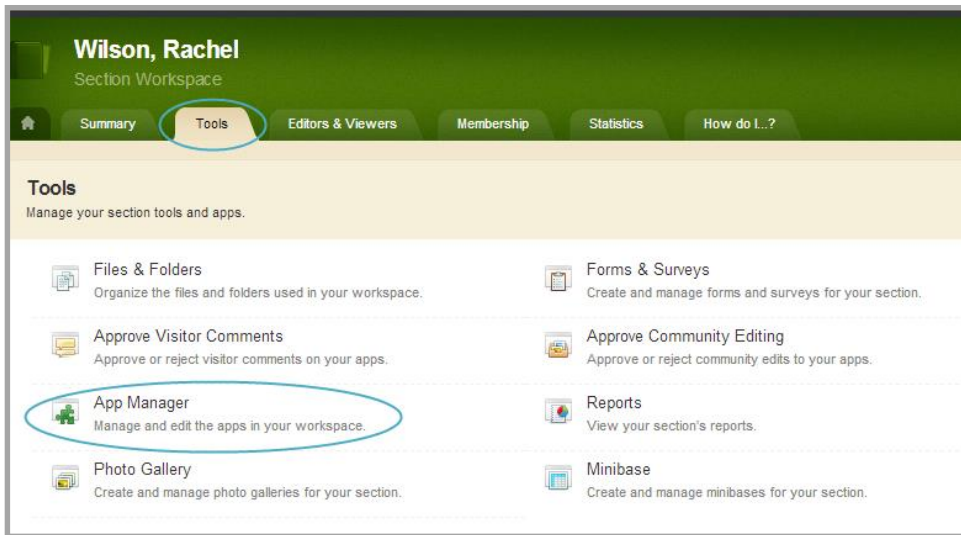 Wilson, Rachel
Section Workspace
Summary Tools Editors & Viewers Membership Statistics How do I...?
Tools
Manage your section tools and apps.
Files & Folders
Organize the files and folders used in your workspace.
Forms & Surveys
Create and manage forms and surveys for your section.
Approve Visitor Comments
Approve or reject visitor comments on your apps.
Approve Community Editing
Approve or reject community edits to your apps.
App Manager
Manage and edit the apps in your workspace.
Reports
View your section's reports.
Photo Gallery
Create and manage photo galleries for your section.
Minibase
Create and manage minibases for your section.